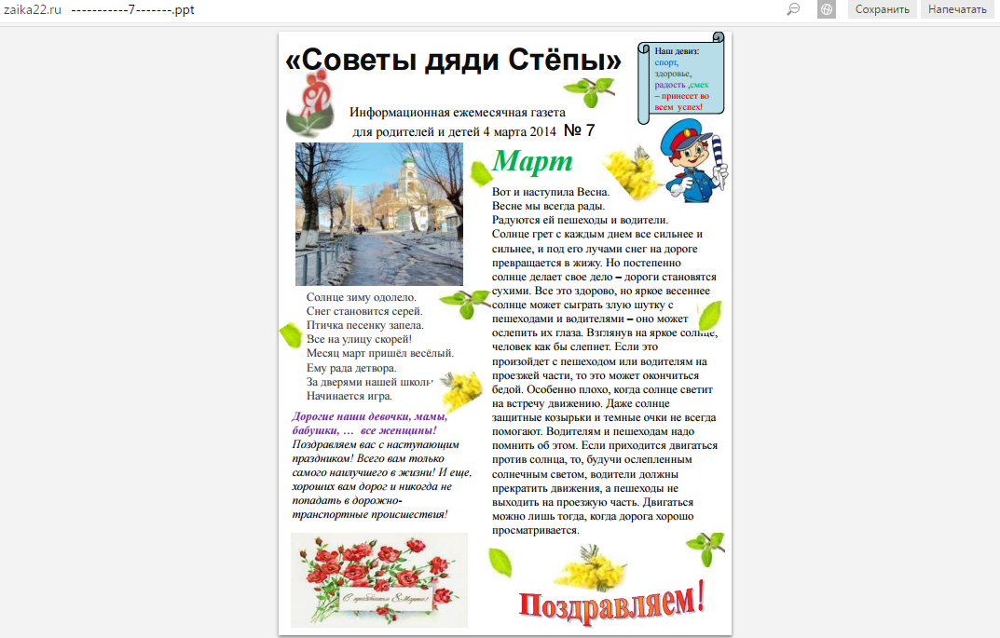 zaika22.ru -----------7-------.ppt
Сохранить
Напечатать
«Советы дяди Стёпы»
Наш девиз:
спорт,
здоровье,
радость ,смех
– принесет во
всем успех!
Информационная ежемесячная газета
для родителей и детей 4 марта 2014 № 7
Солнце зиму одолело.
Снег становится серей.
Птичка песенку запела.
Все на улицу скорей!
Месяц март пришёл весёлый.
Ему рада детвора.
За дверями нашей школы
Начинается игра.
Дорогие наши девочки, мамы,
бабушки, … все женщины!
Поздравляем вас с наступающим
праздником! Всего вам только
самого наилучшего в жизни! И еще,
хороших вам дорог и никогда не
попадать в дорожно-
транспортные происшествия!
С праздником 8 Марта!
Март
Вот и наступила Весна.
Весне мы всегда рады.
Радуются ей пешеходы и водители.
Солнце грет с каждым днем все сильнее и
сильнее, и под его лучами снег на дороге
превращается в жижу. Но постепенно
солнце делает свое дело – дороги становятся
сухими. Все это здорово, но яркое весеннее
солнце может сыграть злую шутку с
пешеходами и водителями – оно может
ослепить их глаза. Взглянув на яркое солнце,
человек как бы слепнет. Если это
произойдет с пешеходом или водителям на
проезжей части, то это может окончиться
бедой. Особенно плохо, когда солнце светит
на встречу движению. Даже солнце
защитные козырьки и темные очки не всегда
помогают. Водителям и пешеходам надо
помнить об этом. Если приходится двигаться
против солнца, то, будучи ослепленным
солнечным светом, водители должны
прекратить движения, а пешеходы не
выходить на проезжую часть. Двигаться
можно лишь тогда, когда дорога хорошо
просматривается.
Поздравляем!